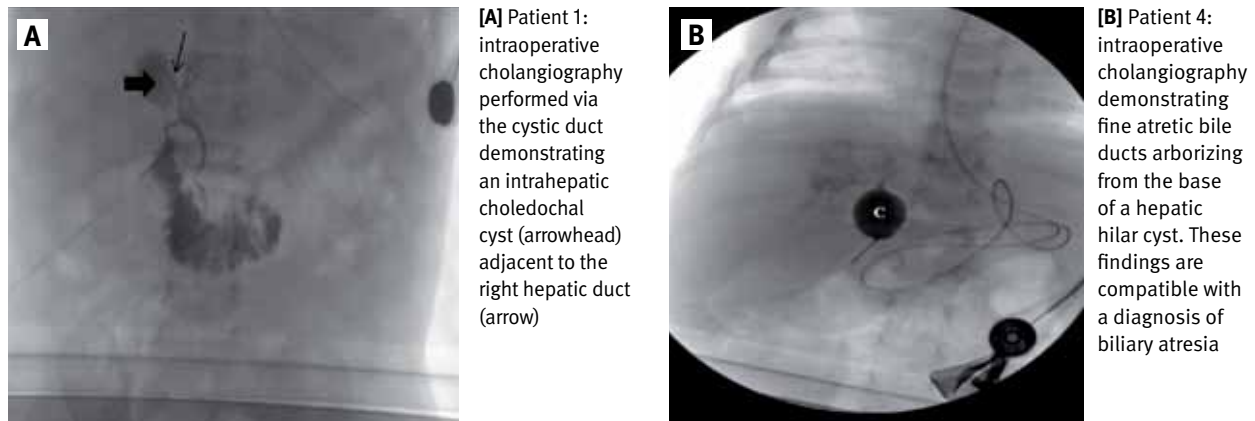 A
[A] Patient 1:
intraoperative
cholangiography
performed via
the cystic duct
demonstrating
an intrahepatic
choledochal
cyst (arrowhead)
adjacent to the
right hepatic duct
(arrow)
B
C
[B] Patient 4:
intraoperative
cholangiography
demonstrating
fine atretic bile
ducts arborizing
from the base
of a hepatic
hilar cyst. These
findings are
compatible with
a diagnosis of
biliary atresia